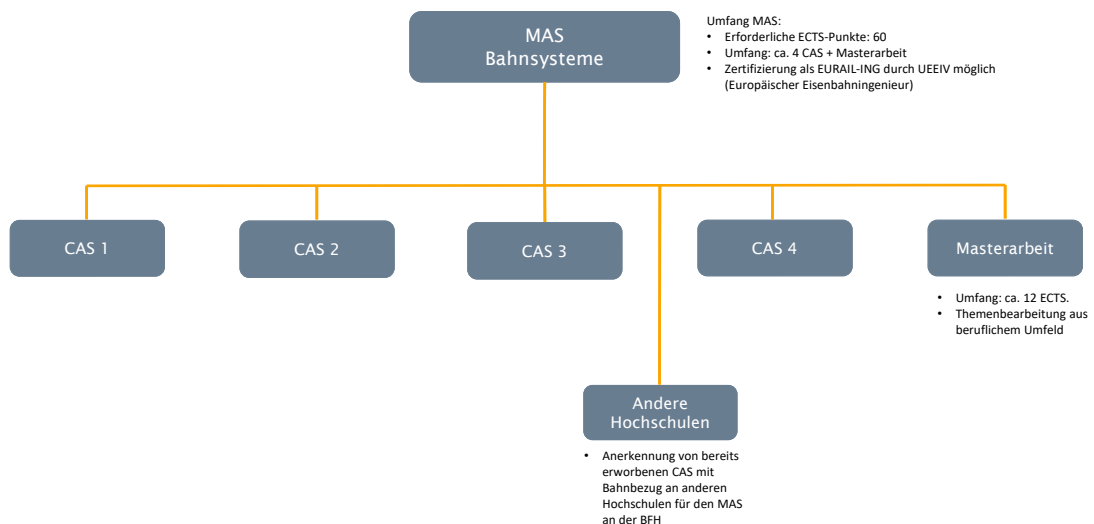 MAS
Bahnsysteme
Umfang MAS:
• Erforderliche ECTS-Punkte: 60
• Umfang: ca. 4 CAS + Masterarbeit
• Zertifizierung als EURAIL-ING durch UEEIV möglich
(Europäischer Eisenbahningenieur)
CAS 1
CAS 2
CAS 3
CAS 4
Masterarbeit
• Umfang: ca. 12 ECTS.
• Themenbearbeitung aus
beruflichem Umfeld
Andere
Hochschulen
• Anerkennung von bereits
erworbenen CAS mit
Bahnbezug an anderen
Hochschulen für den MAS
an der BFH